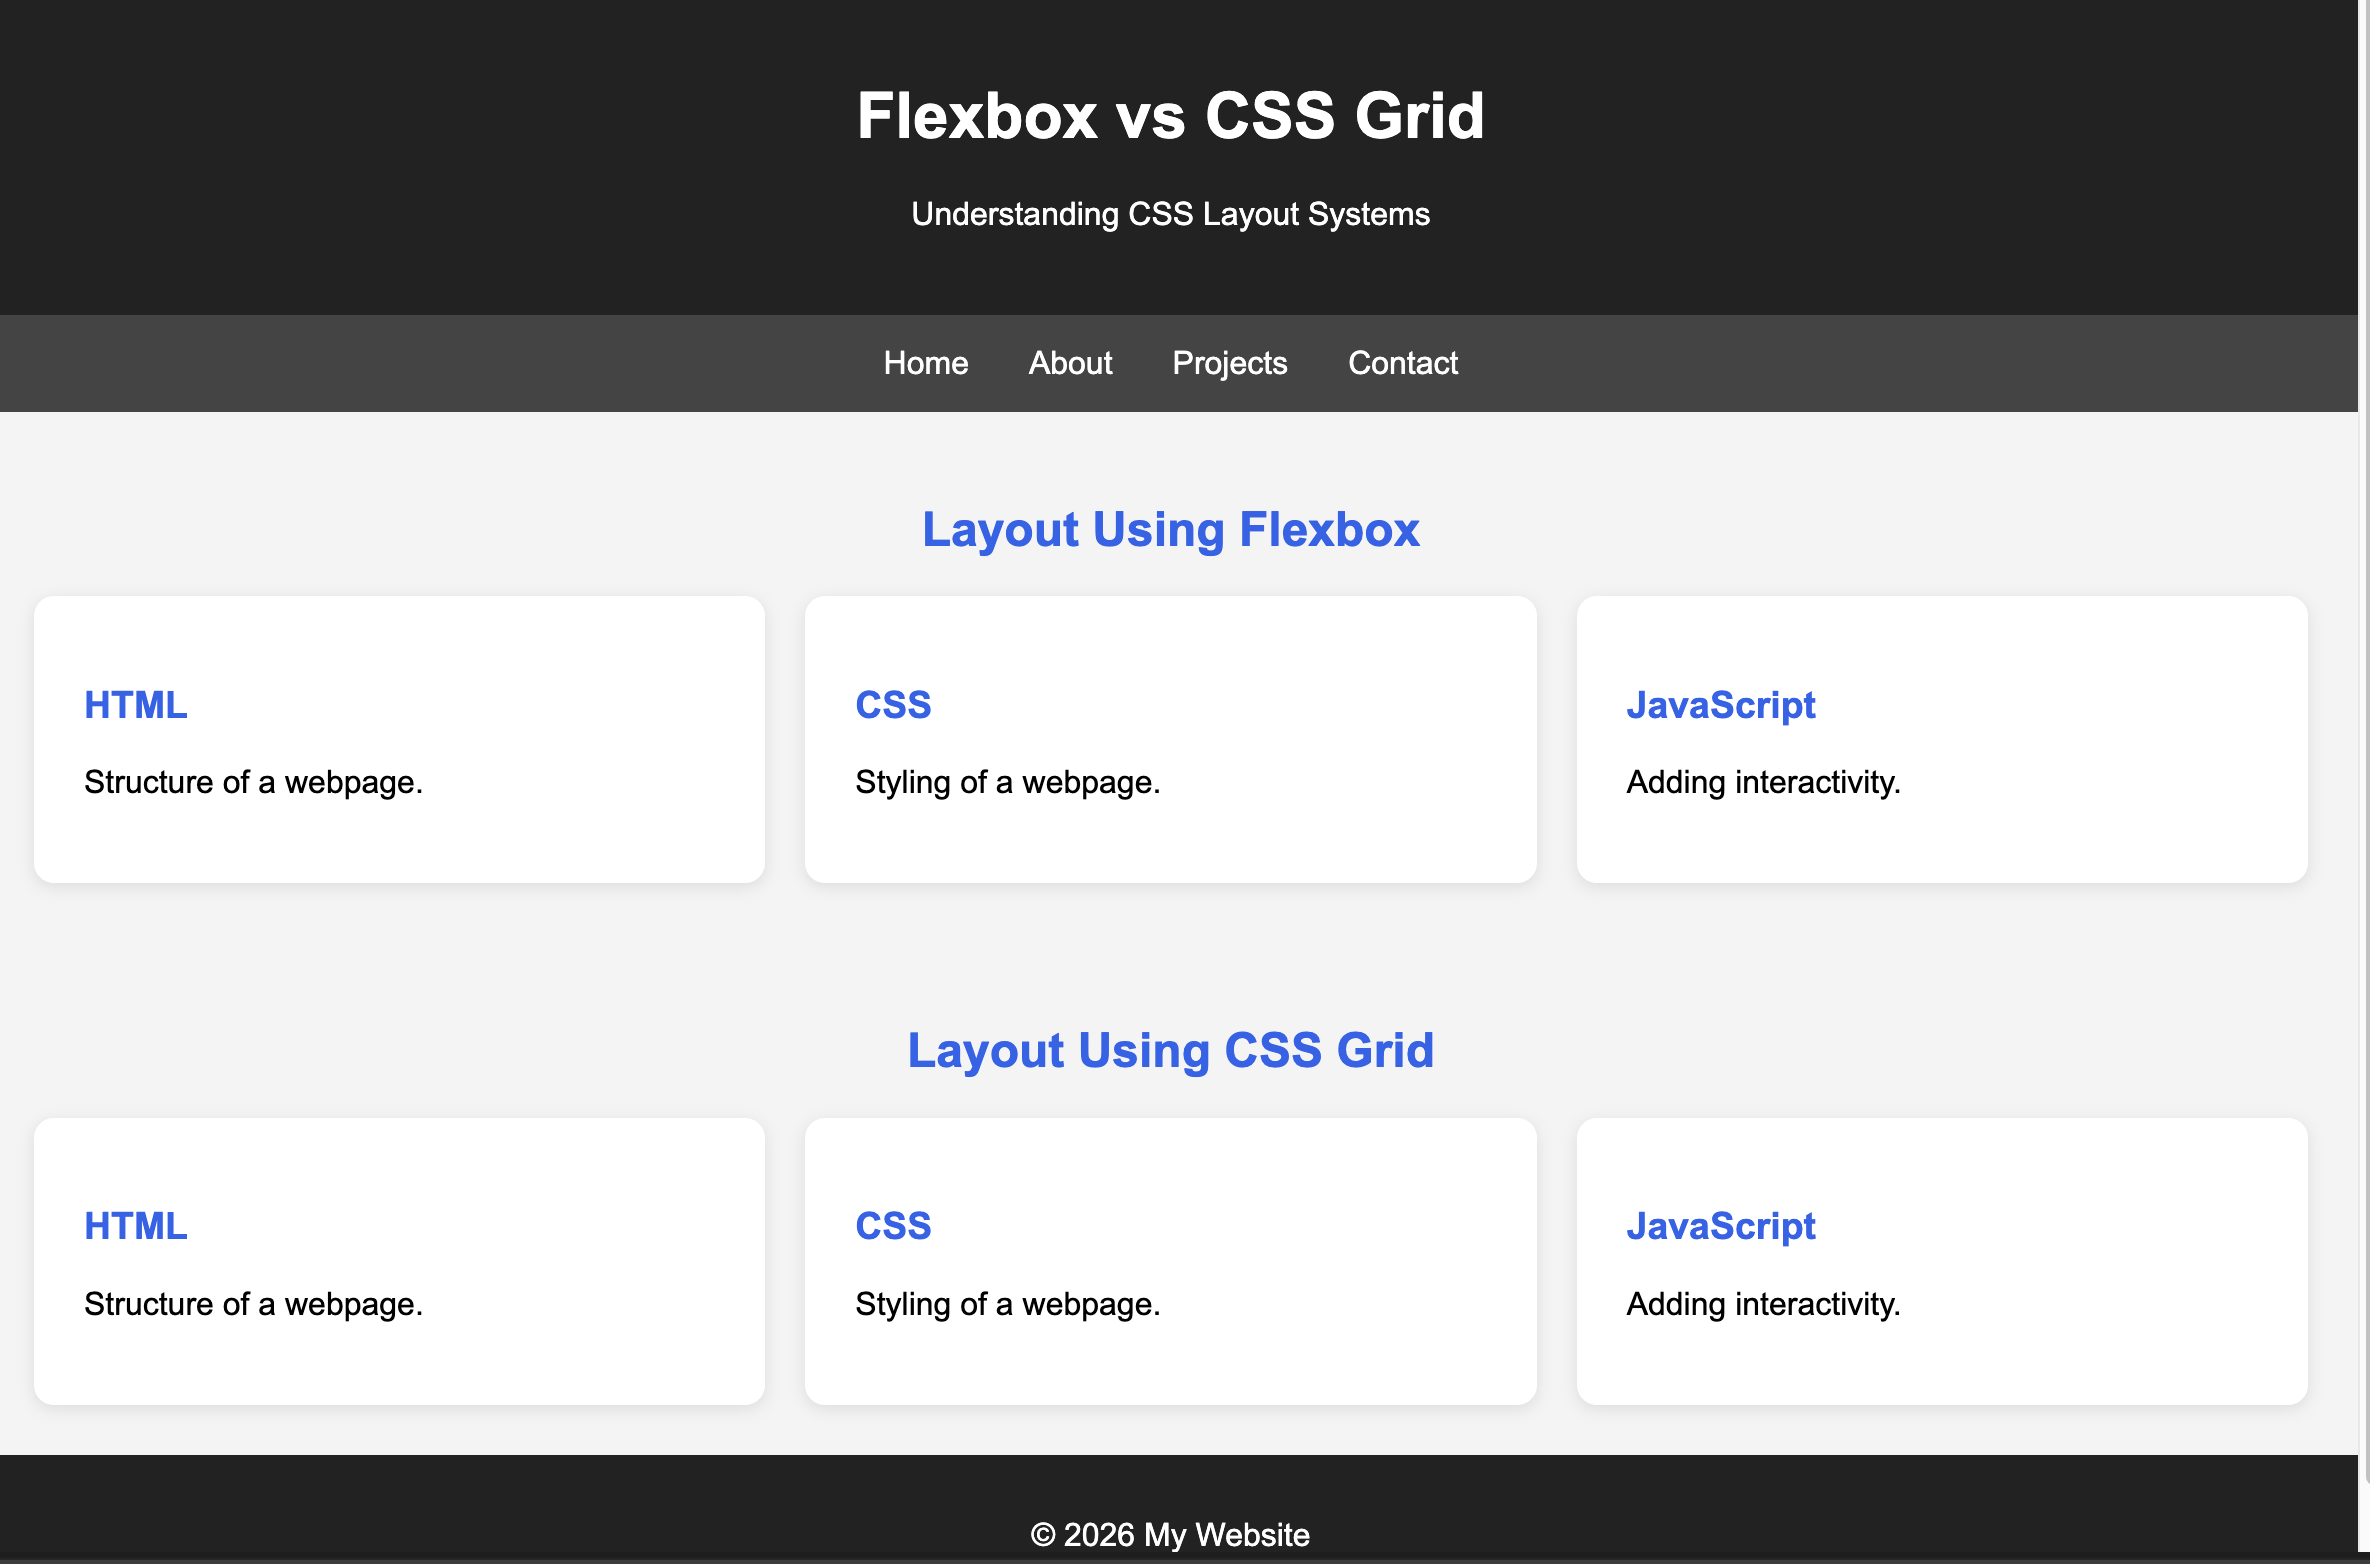 Flexbox vs CSS Grid
Understanding CSS Layout Systems
Home About Projects Contact
Layout Using Flexbox
HTML
Structure of a webpage.
CSS
Styling of a webpage.
JavaScript
Adding interactivity.
Layout Using CSS Grid
HTML
Structure of a webpage.
CSS
Styling of a webpage.
JavaScript
Adding interactivity.
© 2026 My Website